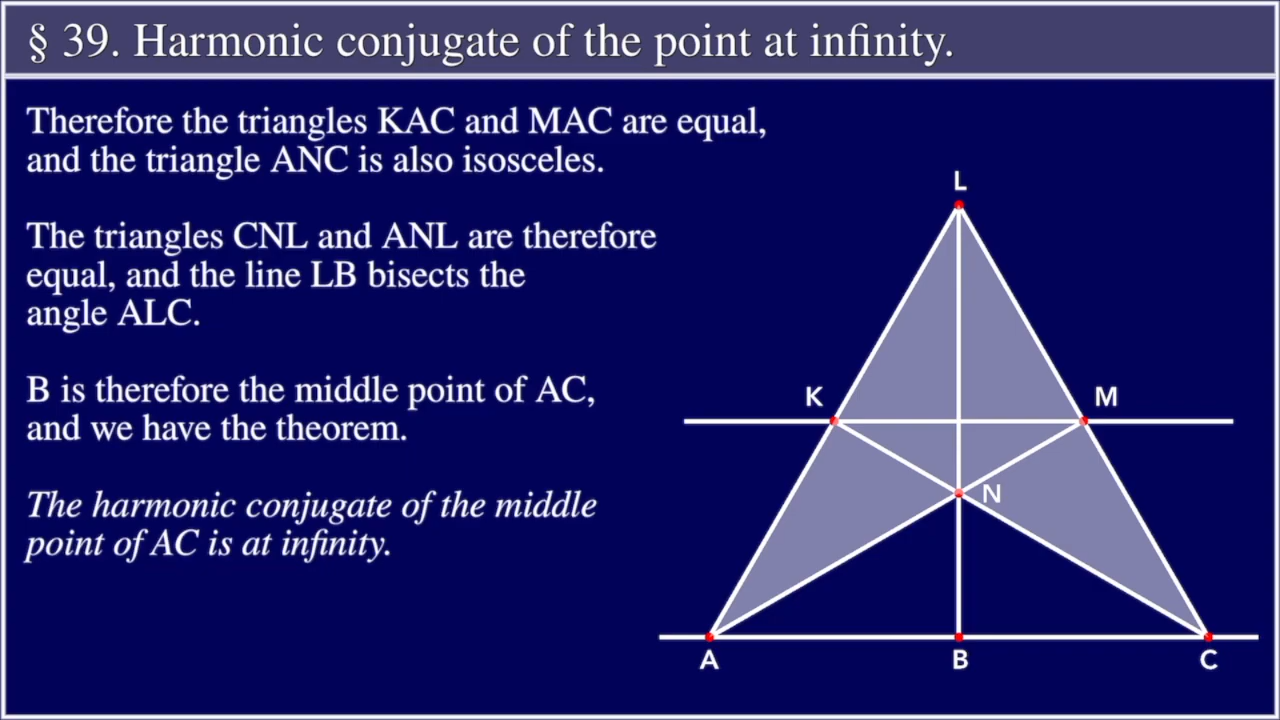 § 39. Harmonic conjugate of the point at infinity.
Therefore the triangles KAC and MAC are equal,
and the triangle ANC is also isosceles.
The triangles CNL and ANL are therefore
equal, and the line LB bisects the
angle ALC.
B is therefore the middle point of AC,
and we have the theorem.
The harmonic conjugate of the middle
point of AC is at infinity.
L
K
M
N
A
B
C